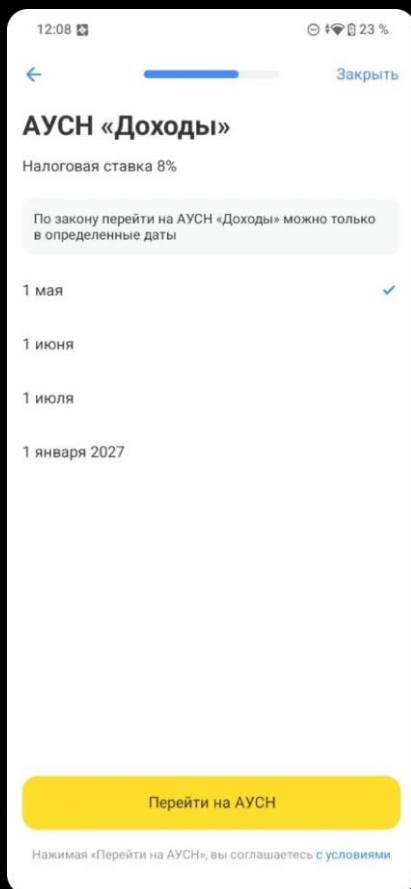 12:08 23 %
Закрыть
АУСН «Доходы»
Налоговая ставка 8%
По закону перейти на АУСН «Доходы» можно только
в определенные даты
1 мая
1 июня
1 июля
1 января 2027
Перейти на АУСН
Нажимая «Перейти на АУСН», вы соглашаетесь с условиями